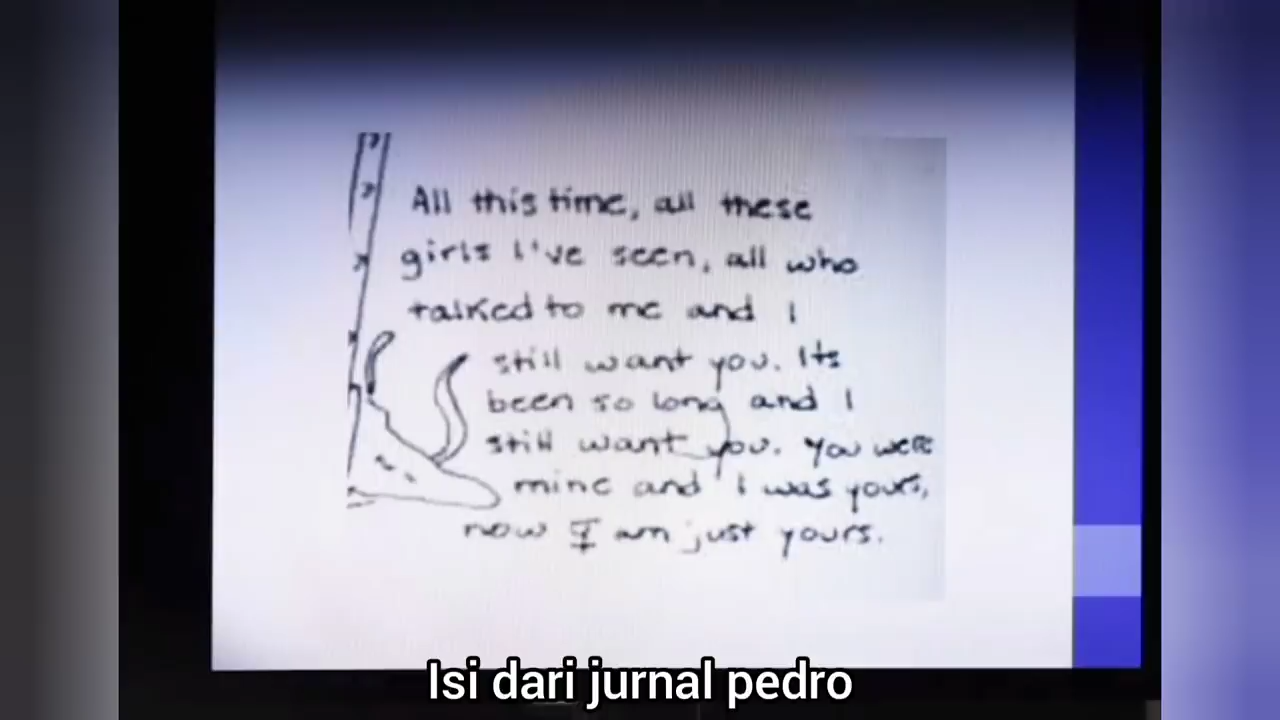 All this time, all these
girls I've seen, all who
talked to me and I
still want you. Its
been so long and I
still want you. You were
mine and I was yours,
now I am just yours.
Isi dari jurnal pedro